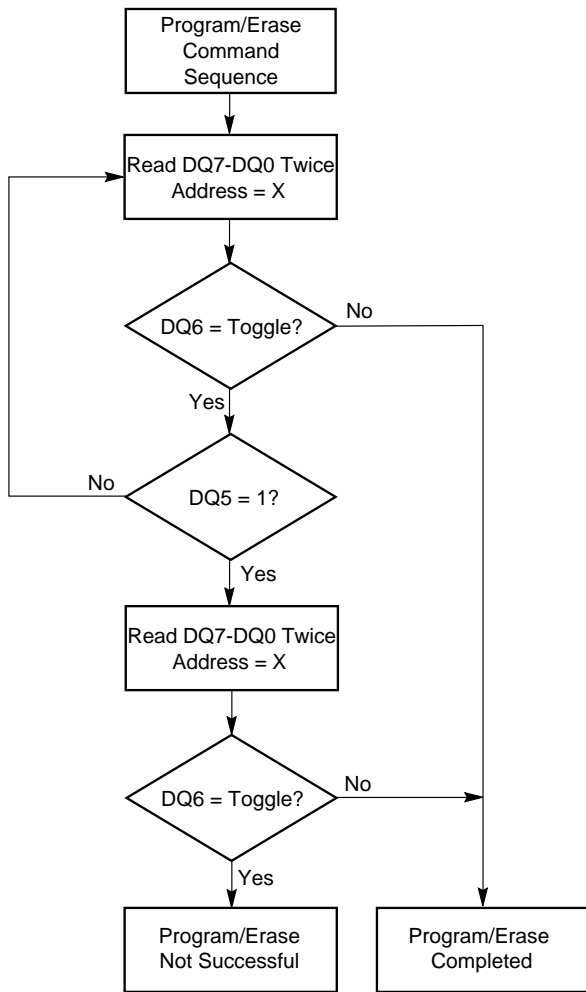 Program/Erase
Command
Sequence
Read DQ7-DQ0 Twice
Address = X
DQ6 = Toggle?
No
Yes
No
DQ5 = 1?
Yes
Read DQ7-DQ0 Twice
Address = X
DQ6 = Toggle?
No
Yes
Program/Erase
Not Successful
Program/Erase
Completed